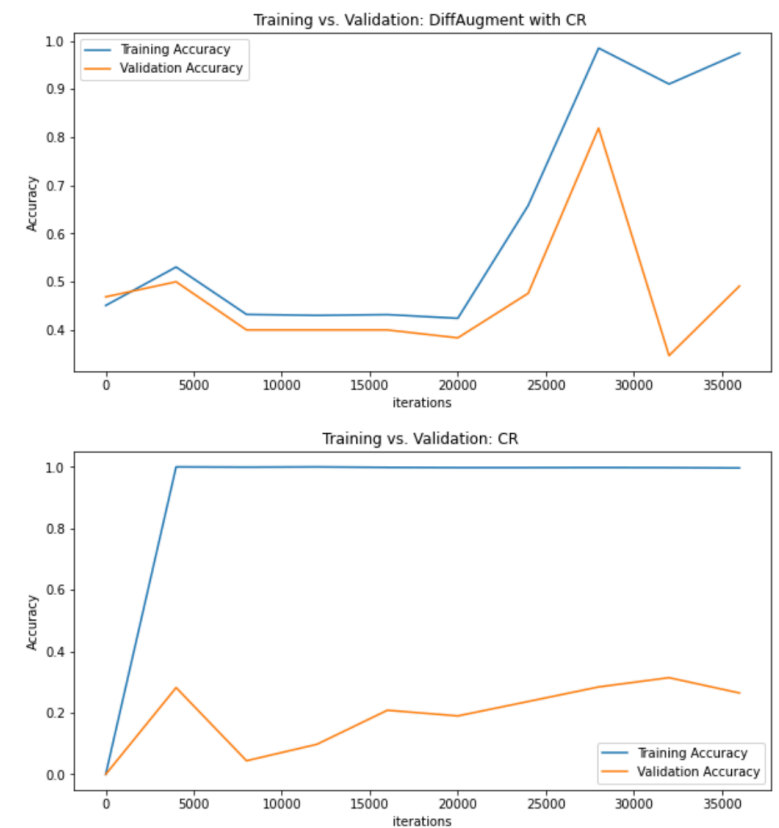 Training vs. Validation: DiffAugment with CR
Training Accuracy
Validation Accuracy
1.0
0.9
0.8
0.7
0.6
0.5
0.4
Accuracy
0 5000 10000 15000 20000 25000 30000 35000
iterations
Training vs. Validation: CR
1.0
0.8
0.6
0.4
0.2
0.0
Accuracy
Training Accuracy
Validation Accuracy
0 5000 10000 15000 20000 25000 30000 35000
iterations